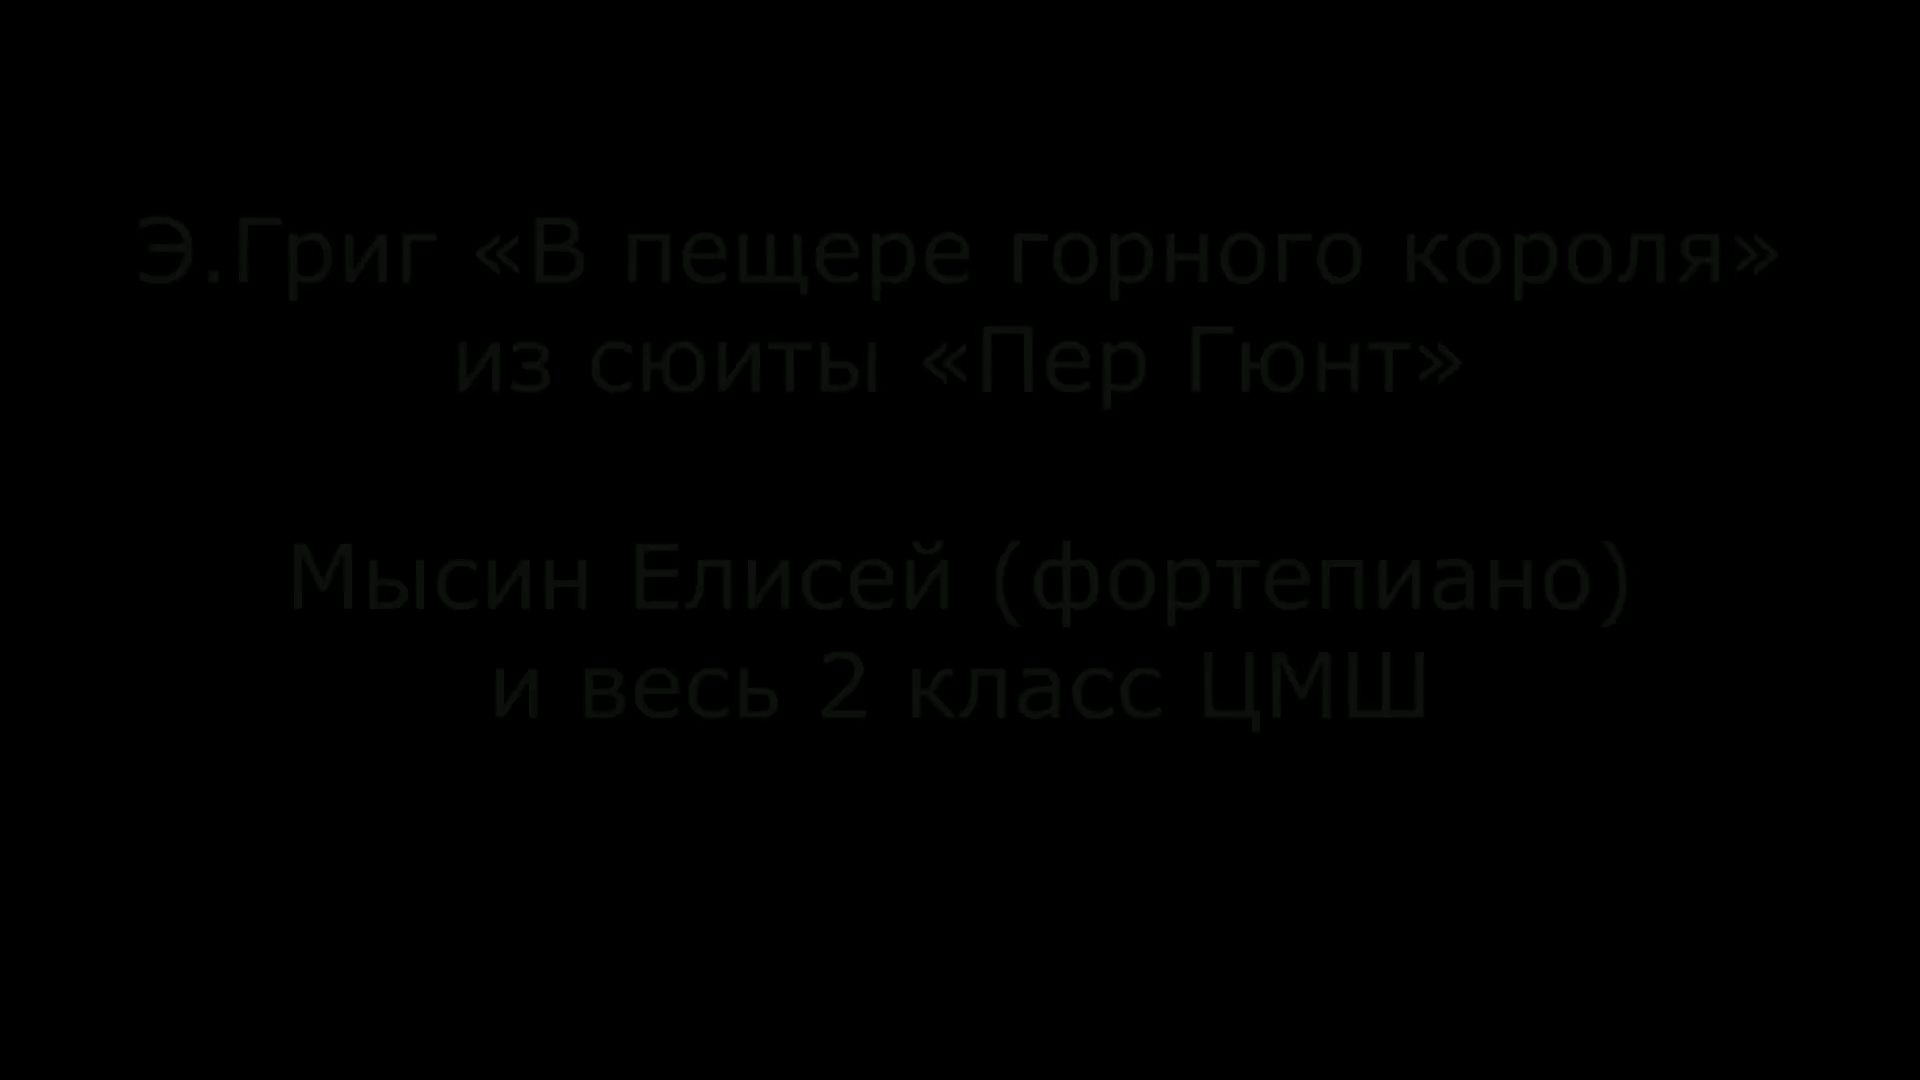 Э.Григ «В пещере горного короля»
из сюиты «Пер Гюнт»
Мысин Елисей (фортепиано)
и весь 2 класс ЦМШ